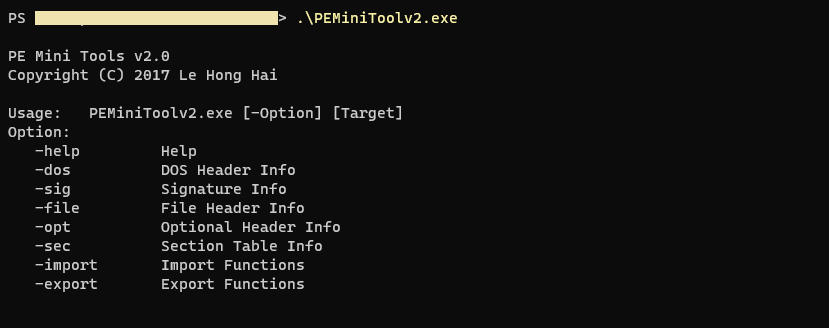 PS > .\PEMiniToolv2.exe
PE Mini Tools v2.0
Copyright (C) 2017 Le Hong Hai
Usage:   PEMiniToolv2.exe [-Option] [Target]
Option:
-help         Help
-dos          DOS Header Info
-sig          Signature Info
-file         File Header Info
-opt          Optional Header Info
-sec          Section Table Info
-import       Import Functions
-export       Export Functions